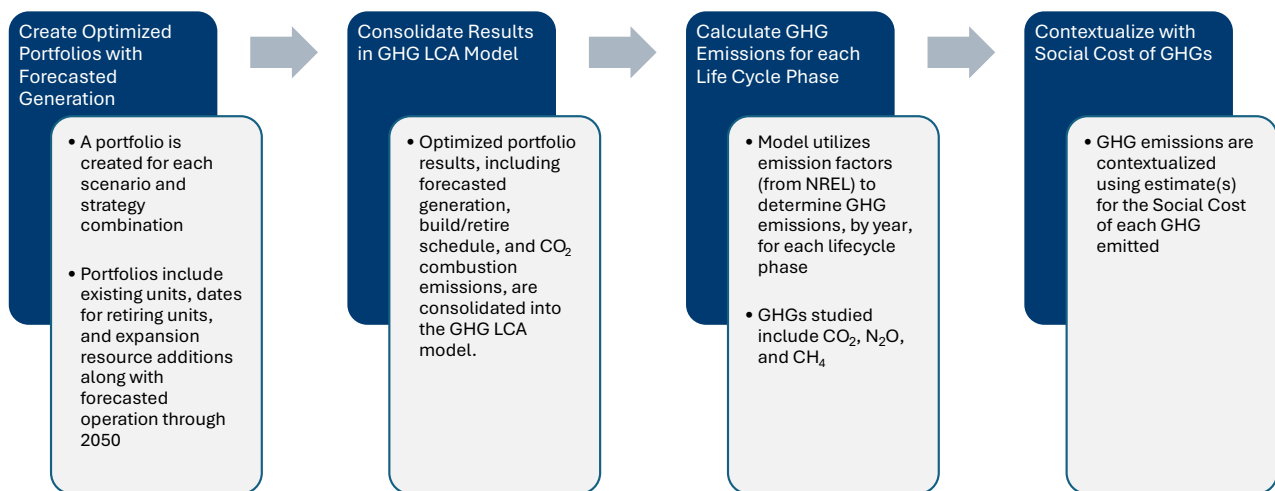 Create Optimized
Portfolios with
Forecasted
Generation
• A portfolio is
created for each
scenario and
strategy
combination
• Portfolios include
existing units, dates
for retiring units,
and expansion
resource additions
along with
forecasted
operation through
2050
Consolidate Results
in GHG LCA Model
• Optimized portfolio
results, including
forecasted
generation,
build/retire
schedule, and CO₂
combustion
emissions, are
consolidated into
the GHG LCA
model.
Calculate GHG
Emissions for each
Life Cycle Phase
• Model utilizes
emission factors
(from NREL) to
determine GHG
emissions, by year,
for each lifecycle
phase
• GHGs studied
include CO₂, N₂O,
and CH₄
Contextualize with
Social Cost of GHGs
• GHG emissions are
contextualized
using estimate(s)
for the Social Cost
of each GHG
emitted